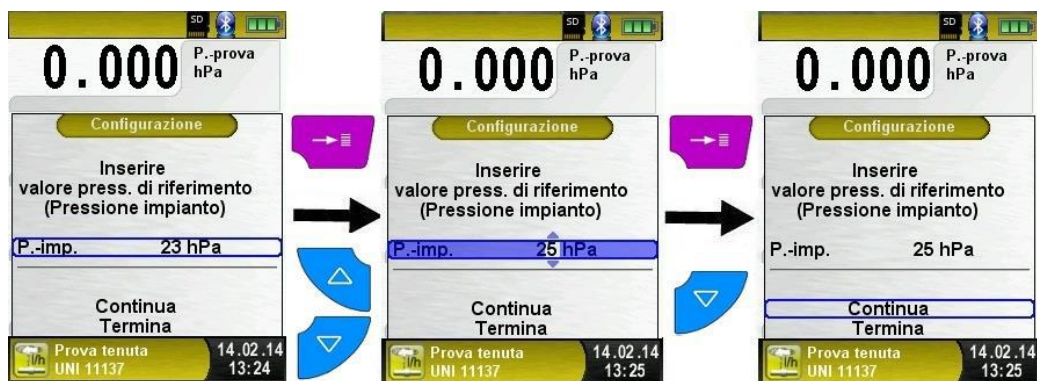 SD
0.000 P.-prova
hPa
Configurazione
Inserire
valore press. di riferimento
(Pressione impianto)
P.-imp. 23 hPa
Continua
Termina
l/h Prova tenuta 14.02.14
UNI 11137 13:24
SD
0.000 P.-prova
hPa
Configurazione
Inserire
valore press. di riferimento
(Pressione impianto)
P.-imp. 25 hPa
Continua
Termina
l/h Prova tenuta 14.02.14
UNI 11137 13:25
SD
0.000 P.-prova
hPa
Configurazione
Inserire
valore press. di riferimento
(Pressione impianto)
P.-imp. 25 hPa
Continua
Termina
l/h Prova tenuta 14.02.14
UNI 11137 13:25